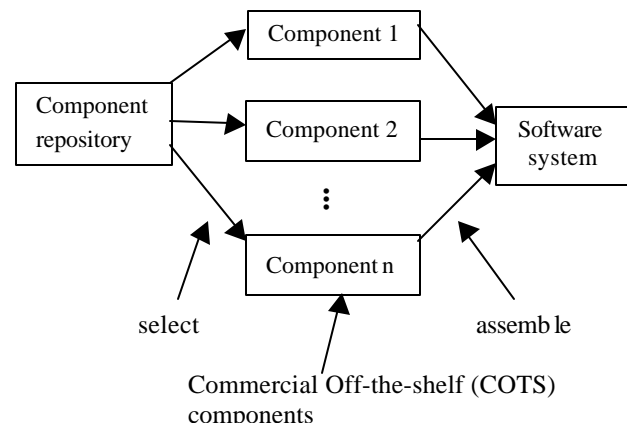 Component 1
Component
repository
Component 2
Software
system
Component n
select
assemble
Commercial Off-the-shelf (COTS)
components